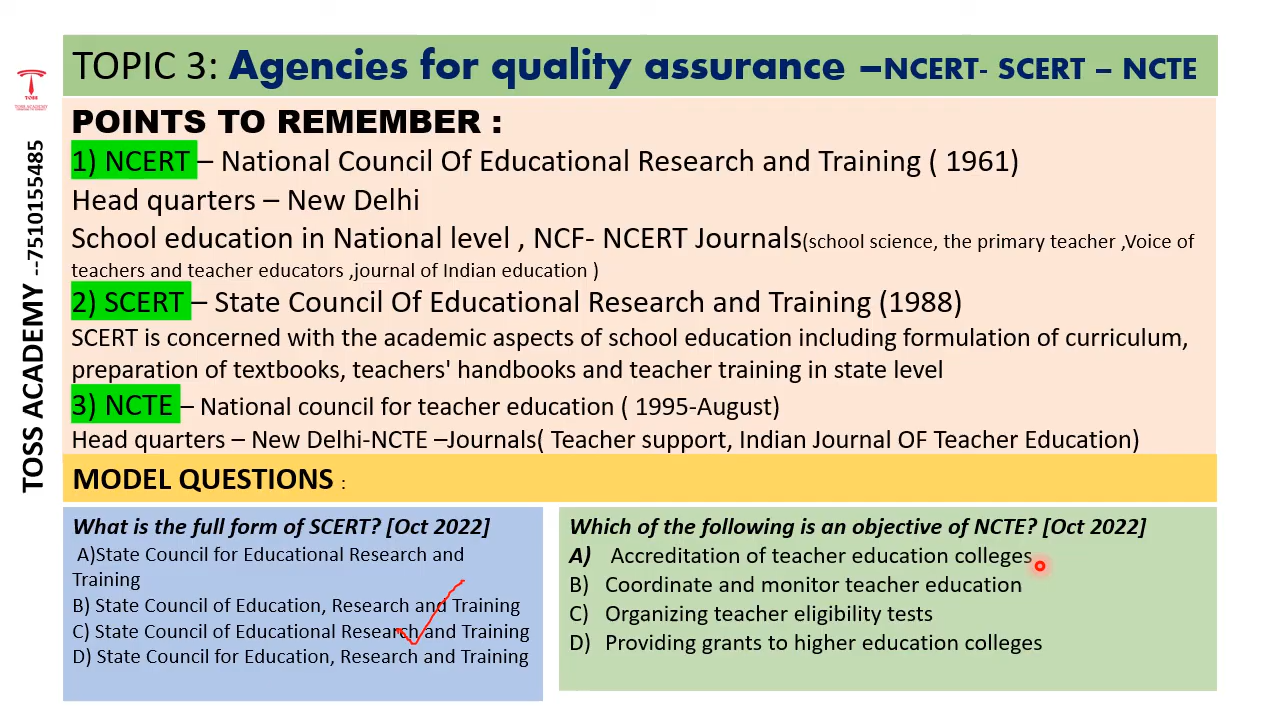 TOPIC 3: Agencies for quality assurance –NCERT- SCERT – NCTE
POINTS TO REMEMBER :
1) NCERT – National Council Of Educational Research and Training ( 1961)
Head quarters – New Delhi
School education in National level , NCF- NCERT Journals(school science, the primary teacher ,Voice of
teachers and teacher educators ,journal of Indian education )
2) SCERT – State Council Of Educational Research and Training (1988)
SCERT is concerned with the academic aspects of school education including formulation of curriculum,
preparation of textbooks, teachers' handbooks and teacher training in state level
3) NCTE – National council for teacher education ( 1995-August)
Head quarters – New Delhi-NCTE –Journals( Teacher support, Indian Journal OF Teacher Education)
MODEL QUESTIONS :
What is the full form of SCERT? [Oct 2022]
A)State Council for Educational Research and
Training
B) State Council of Education, Research and Training
C) State Council of Educational Research and Training
D) State Council for Education, Research and Training
Which of the following is an objective of NCTE? [Oct 2022]
A) Accreditation of teacher education colleges
B) Coordinate and monitor teacher education
C) Organizing teacher eligibility tests
D) Providing grants to higher education colleges
TOSS
TOSS ACADEMY --7510155485